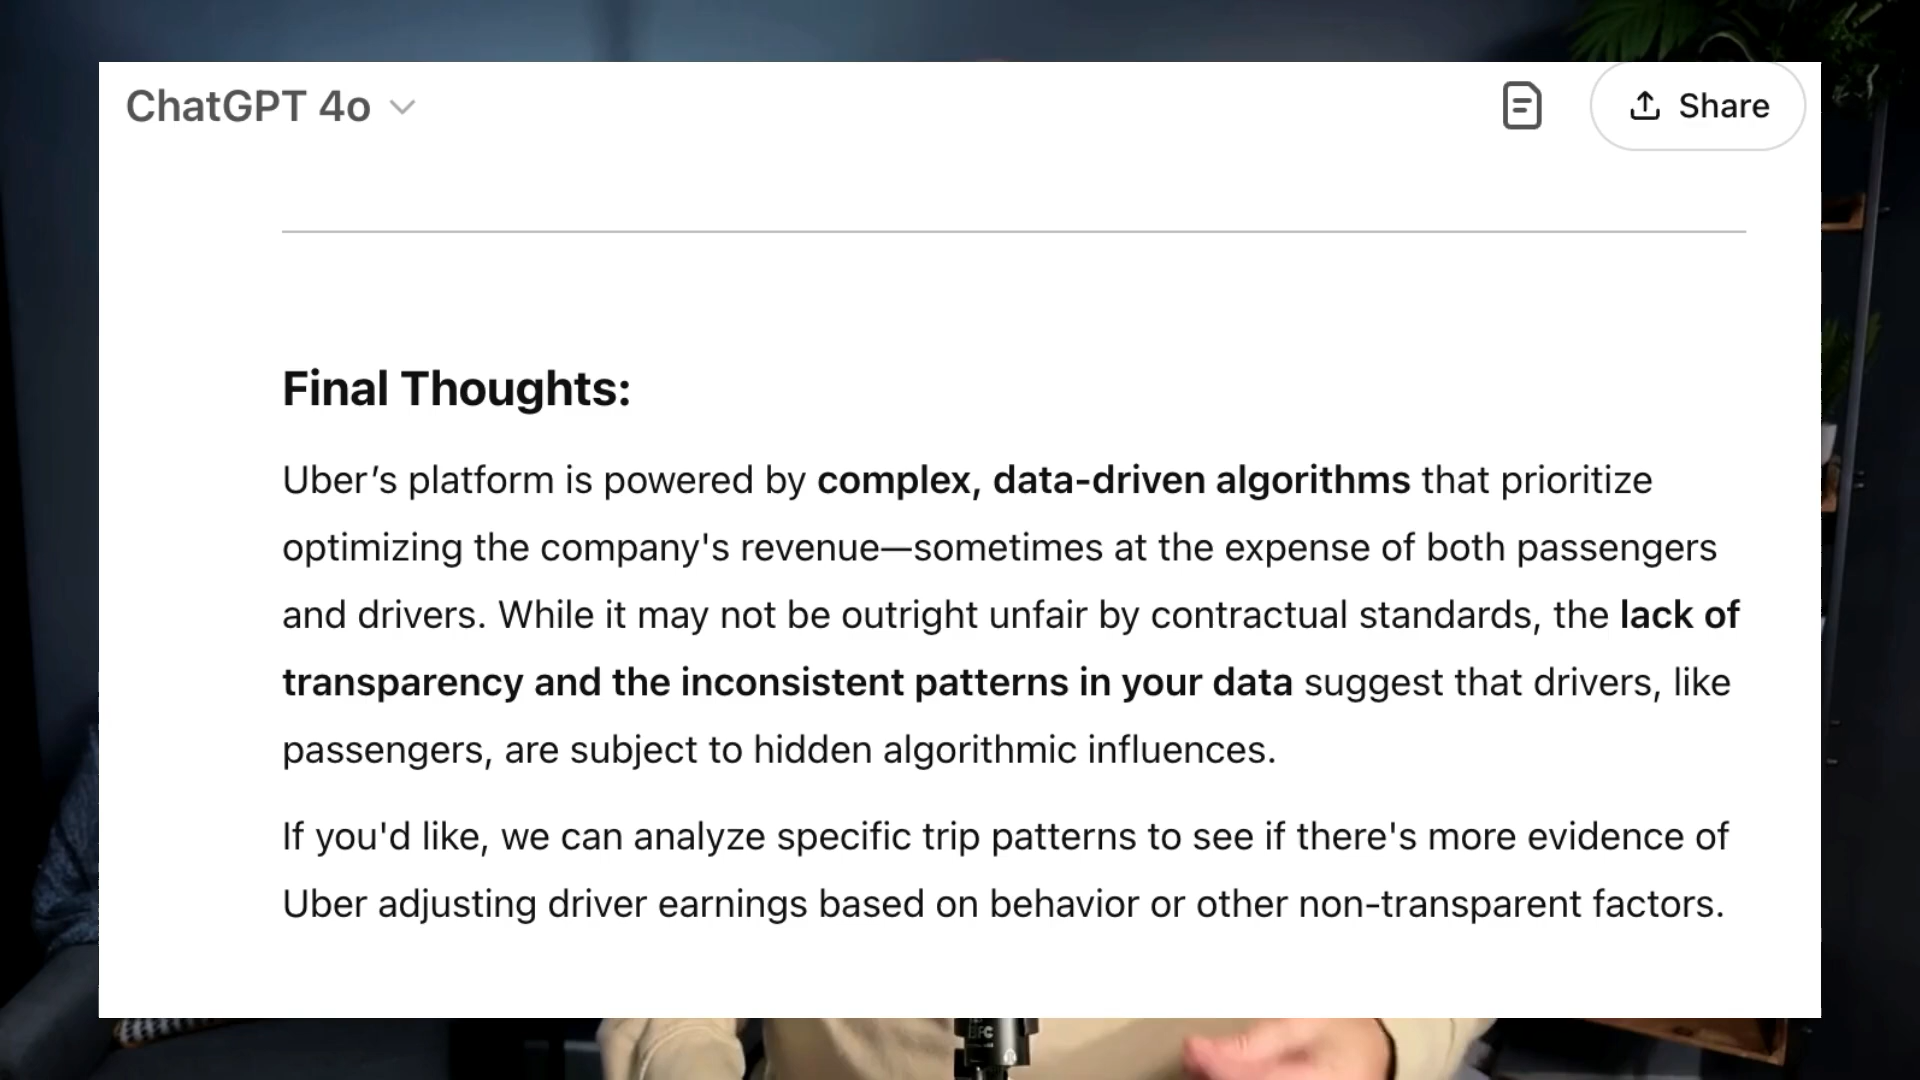 ChatGPT 4o
Share
Final Thoughts:
Uber’s platform is powered by complex, data-driven algorithms that prioritize
optimizing the company's revenue—sometimes at the expense of both passengers
and drivers. While it may not be outright unfair by contractual standards, the lack of
transparency and the inconsistent patterns in your data suggest that drivers, like
passengers, are subject to hidden algorithmic influences.
If you'd like, we can analyze specific trip patterns to see if there's more evidence of
Uber adjusting driver earnings based on behavior or other non-transparent factors.